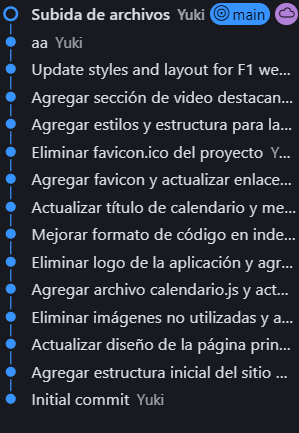 Subida de archivos Yuki main
aa Yuki
Update styles and layout for F1 we...
Agregar sección de video destacan...
Agregar estilos y estructura para la...
Eliminar favicon.ico del proyecto Y...
Agregar favicon y actualizar enlace...
Actualizar título de calendario y me...
Mejorar formato de código en inde...
Eliminar logo de la aplicación y agr...
Agregar archivo calendario.js y act...
Eliminar imágenes no utilizadas y a...
Actualizar diseño de la página prin...
Agregar estructura inicial del sitio ...
Initial commit Yuki